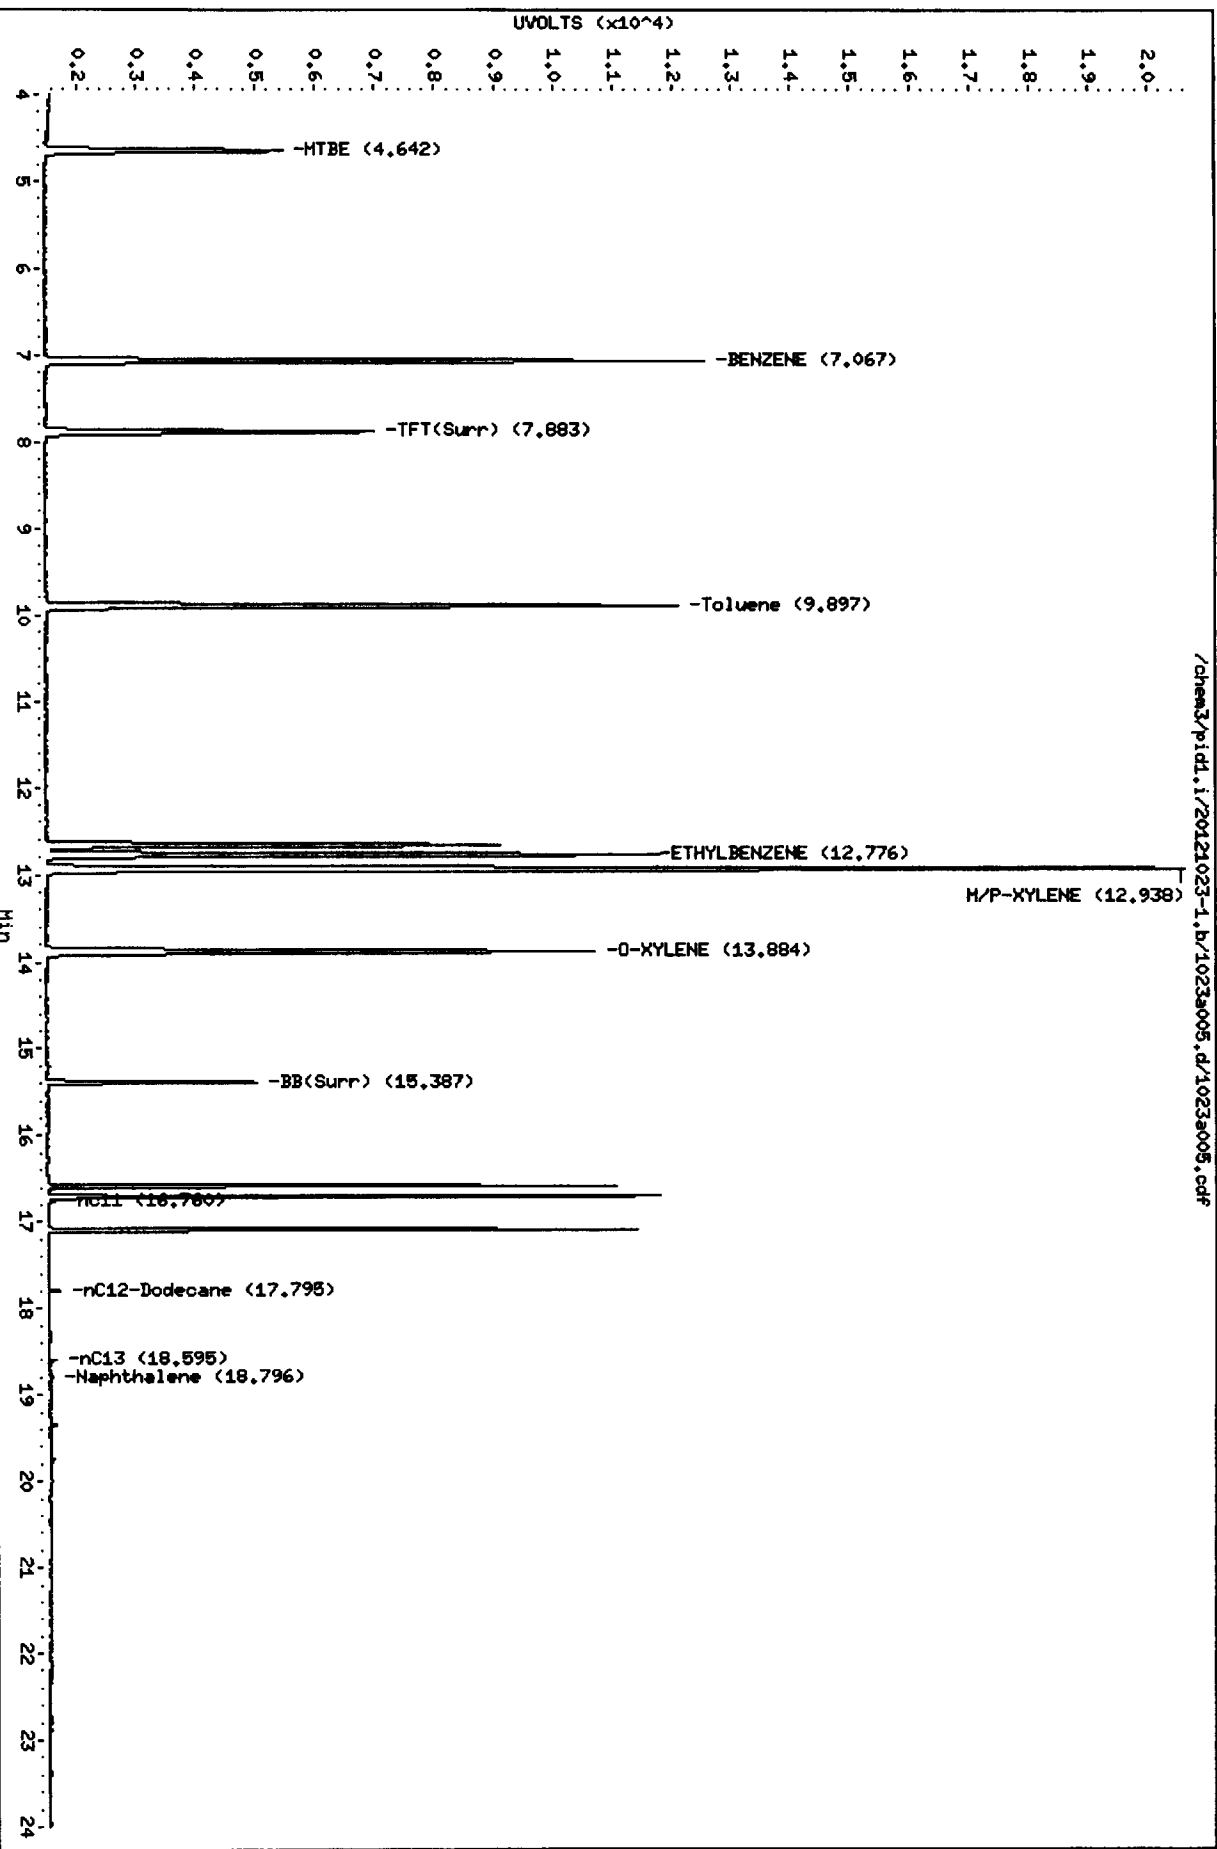 /chem3/pid1.i/20121023-1.b/1023a005.d/1023a005.cdf
UVOLTS (x10^4)
0.2
0.3
0.4
0.5
0.6
0.7
0.8
0.9
1.0
1.1
1.2
1.3
1.4
1.5
1.6
1.7
1.8
1.9
2.0
-MTBE (4.642)
-BENZENE (7.067)
-TFT(Surr) (7.883)
-Toluene (9.897)
ETHYLBENZENE (12.776)
M/P-XYLENE (12.938)
-O-XYLENE (13.884)
-BB(Surr) (15.387)
-nC11 (16.760)
-nC12-Dodecane (17.795)
-nC13 (18.595)
-Naphthalene (18.796)
4
5
6
7
8
9
10
11
12
13
14
15
16
17
18
19
20
21
22
23
24
Min